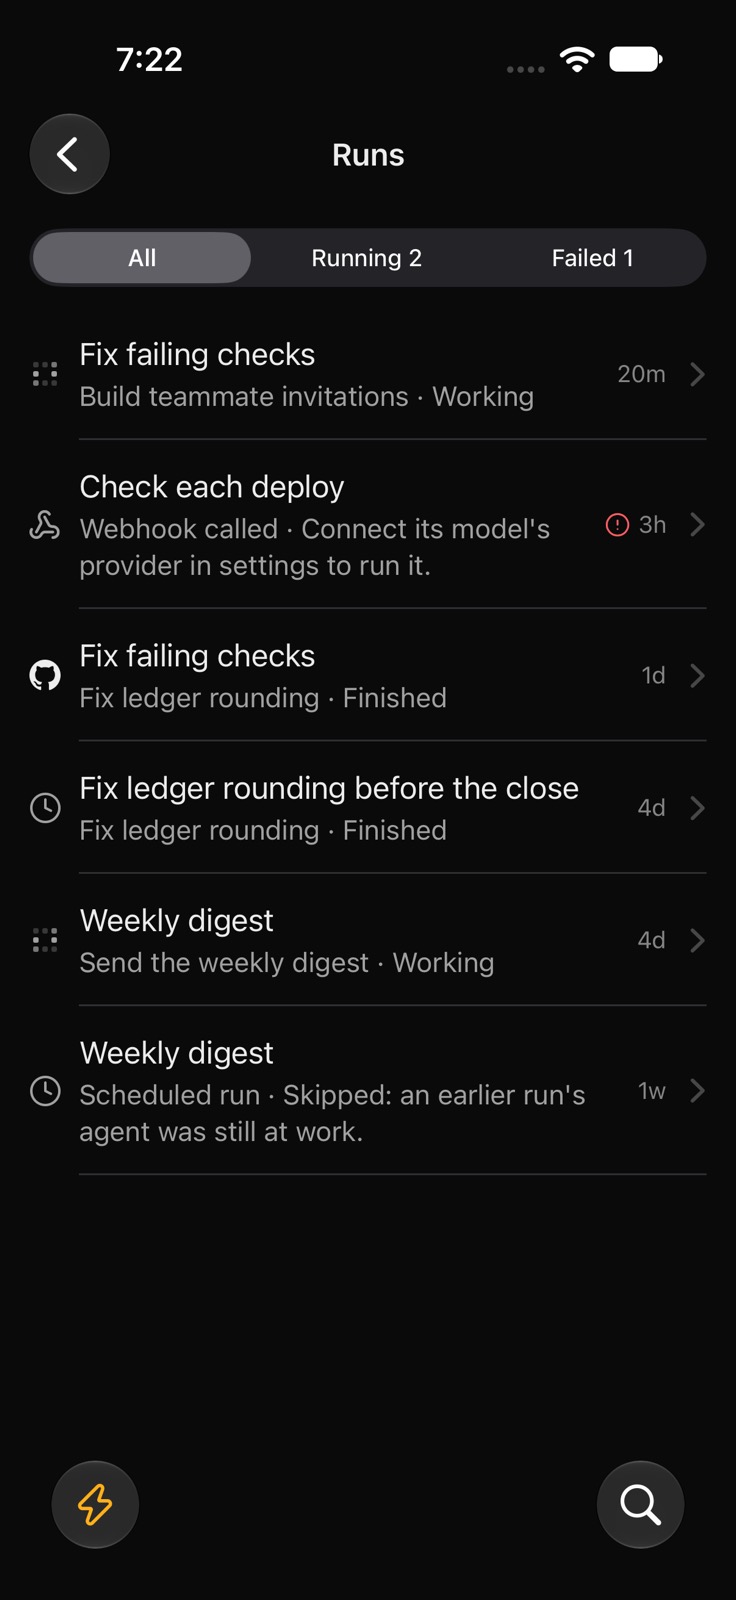 7:22
Runs
All
Running 2
Failed 1
Fix failing checks
Build teammate invitations · Working
20m
Check each deploy
Webhook called · Connect its model's
provider in settings to run it.
3h
Fix failing checks
Fix ledger rounding · Finished
1d
Fix ledger rounding before the close
Fix ledger rounding · Finished
4d
Weekly digest
Send the weekly digest · Working
4d
Weekly digest
Scheduled run · Skipped: an earlier run's
agent was still at work.
1w